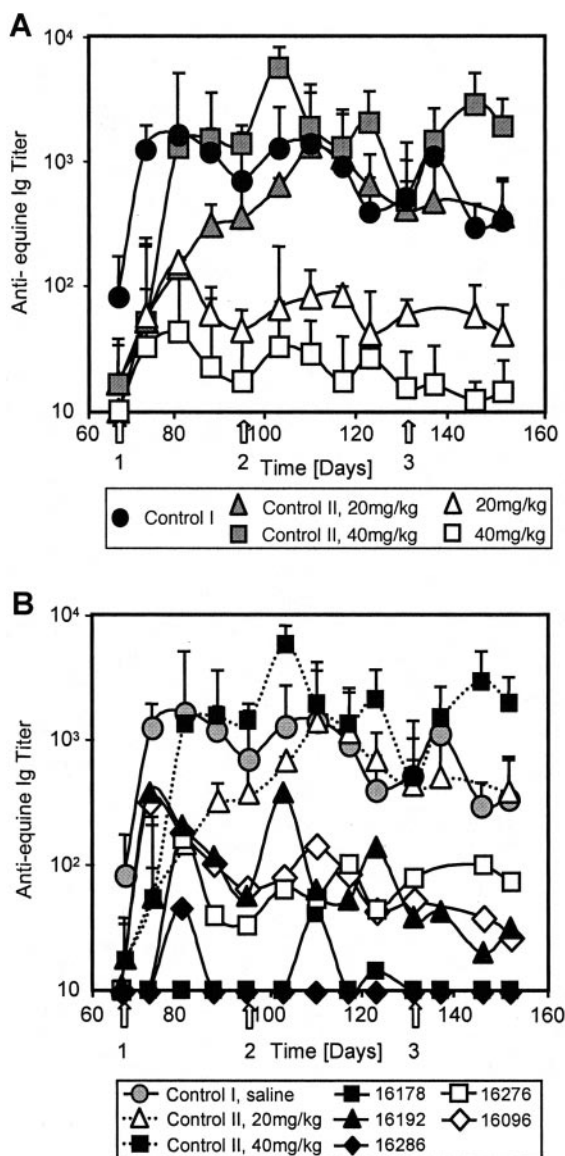 A
Anti- equine Ig Titer
10⁴
10³
10²
10
60 80 100 120 140 160
1 2 3
Time [Days]
Control I
Control II, 20mg/kg
20mg/kg
Control II, 40mg/kg
40mg/kg
B
Anti-equine Ig Titer
10⁴
10³
10²
10
60 80 100 120 140 160
1 2 3
Time [Days]
Control I, saline
16178
16276
Control II, 20mg/kg
16192
16096
Control II, 40mg/kg
16286